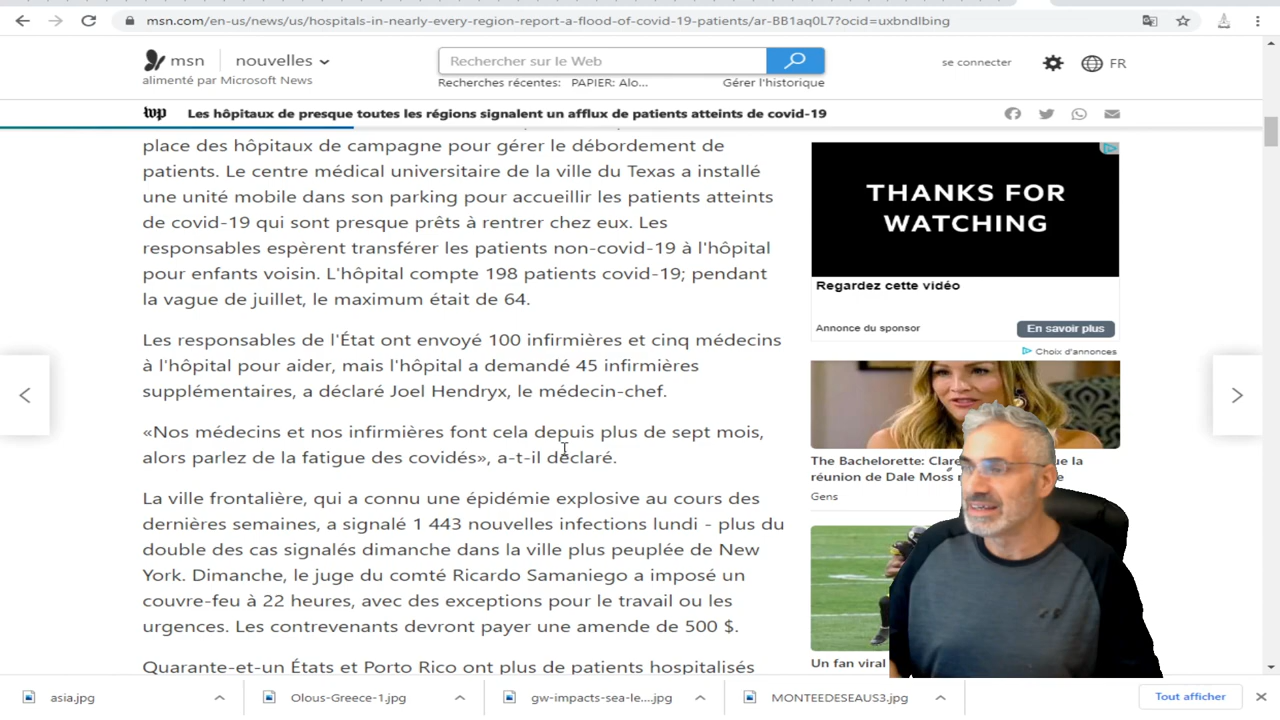 msn.com/en-us/news/us/hospitals-in-nearly-every-region-report-a-flood-of-covid-19-patients/ar-BB1aq0L7?ocid=uxbndlbing
msn nouvelles
alimenté par Microsoft News
Rechercher sur le Web
Recherches récentes: PAPIER: Alo...
Gérer l'historique
se connecter
FR
wp Les hôpitaux de presque toutes les régions signalent un afflux de patients atteints de covid-19
place des hôpitaux de campagne pour gérer le débordement de
patients. Le centre médical universitaire de la ville du Texas a installé
une unité mobile dans son parking pour accueillir les patients atteints
de covid-19 qui sont presque prêts à rentrer chez eux. Les
responsables espèrent transférer les patients non-covid-19 à l'hôpital
pour enfants voisin. L'hôpital compte 198 patients covid-19; pendant
la vague de juillet, le maximum était de 64.
Les responsables de l'État ont envoyé 100 infirmières et cinq médecins
à l'hôpital pour aider, mais l'hôpital a demandé 45 infirmières
supplémentaires, a déclaré Joel Hendryx, le médecin-chef.
«Nos médecins et nos infirmières font cela depuis plus de sept mois,
alors parlez de la fatigue des covidés», a-t-il déclaré.
La ville frontalière, qui a connu une épidémie explosive au cours des
dernières semaines, a signalé 1 443 nouvelles infections lundi - plus du
double des cas signalés dimanche dans la ville plus peuplée de New
York. Dimanche, le juge du comté Ricardo Samaniego a imposé un
couvre-feu à 22 heures, avec des exceptions pour le travail ou les
urgences. Les contrevenants devront payer une amende de 500 $.
Quarante-et-un États et Porto Rico ont plus de patients hospitalisés
THANKS FOR
WATCHING
Regardez cette vidéo
Annonce du sponsor
En savoir plus
Choix d'annonces
The Bachelorette: la
réunion de Dale Moss
Gens
Un fan viral
asia.jpg
Olous-Greece-1.jpg
gw-impacts-sea-le....jpg
MONTEEDESEAUS3.jpg
Tout afficher